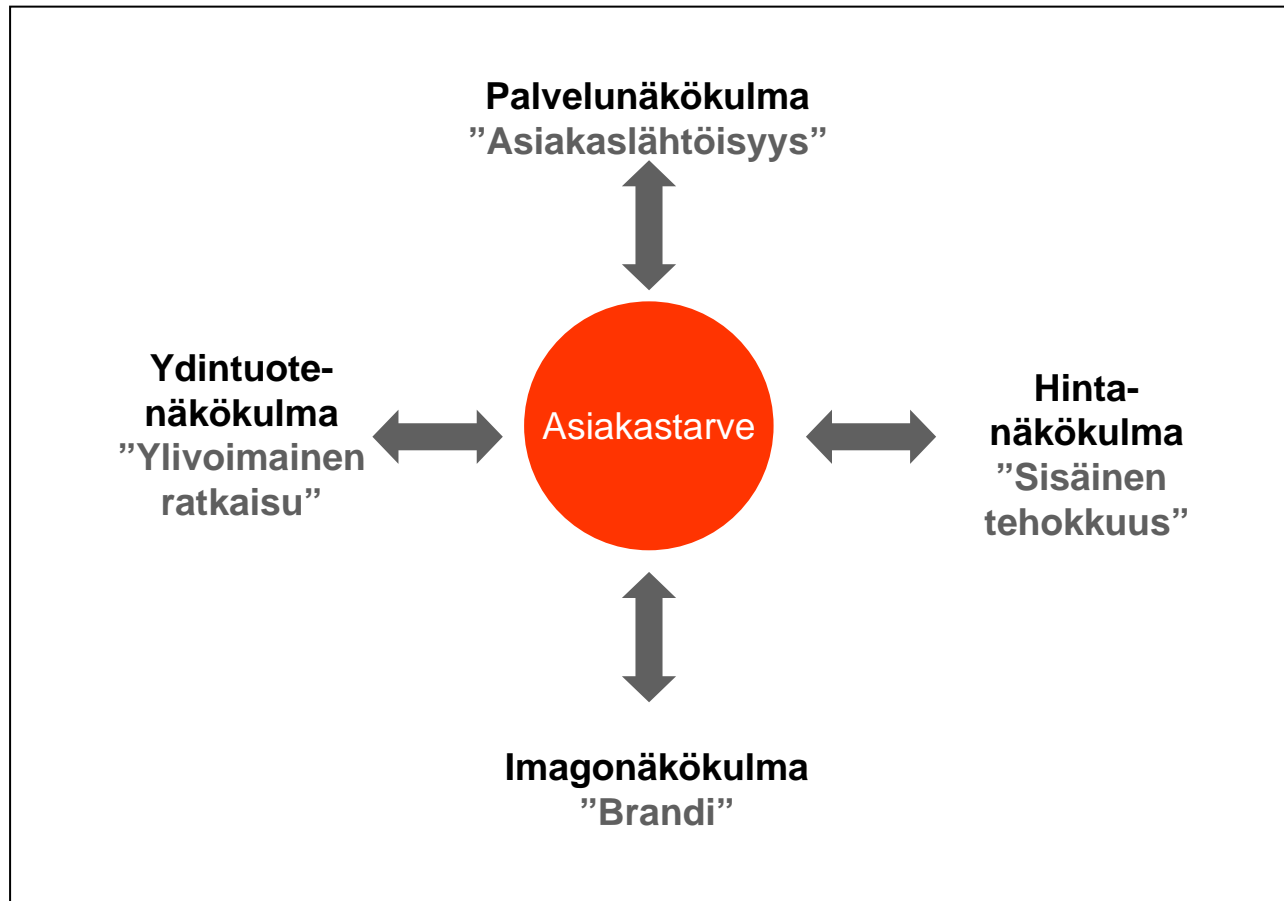 Palvelunäkökulma
”Asiakaslähtöisyys”
Ydintuote-
näkökulma
”Ylivoimainen
ratkaisu”
Asiakastarve
Hinta-
näkökulma
”Sisäinen
tehokkuus”
Imagonäkökulma
”Brandi”